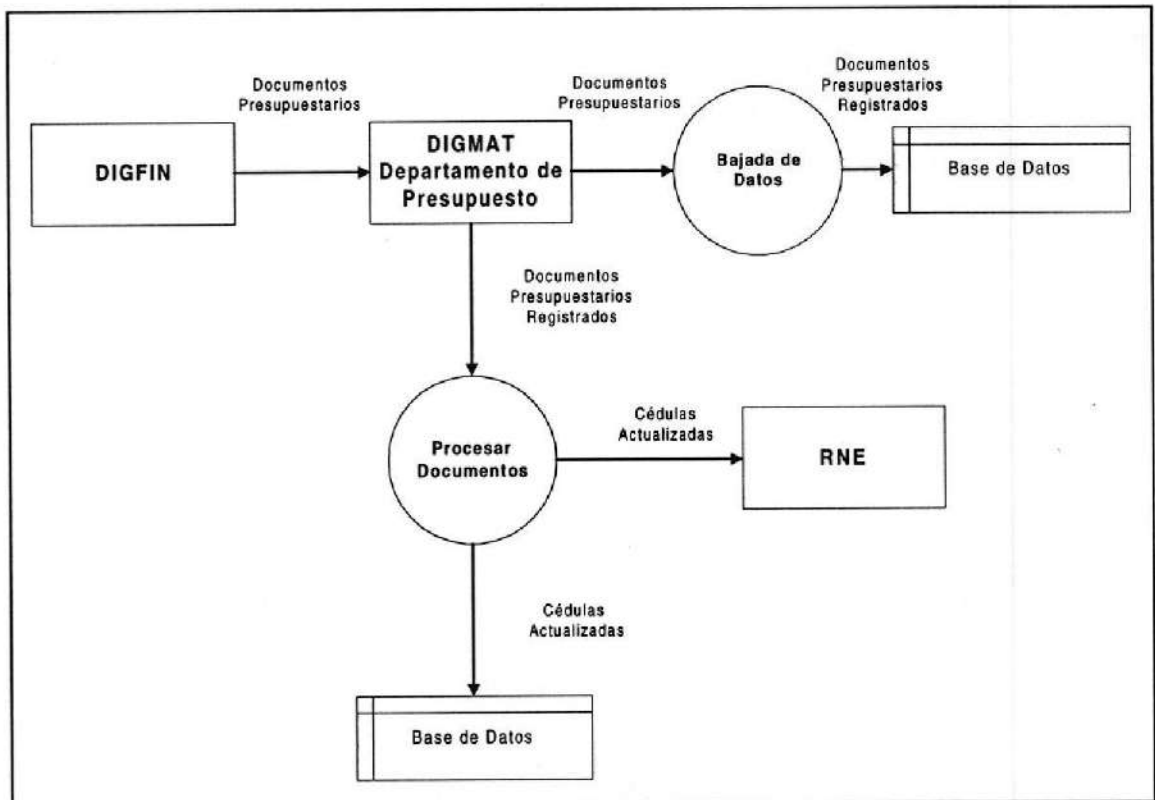 Documentos
Presupuestarios
Documentos
Presupuestarios
Documentos
Presupuestarios
Registrados
DIGFIN
DIGMAT
Departamento de
Presupuesto
Bajada de
Datos
Base de Datos
Documentos
Presupuestarios
Registrados
Procesar
Documentos
Cédulas
Actualizadas
RNE
Cédulas
Actualizadas
Base de Datos